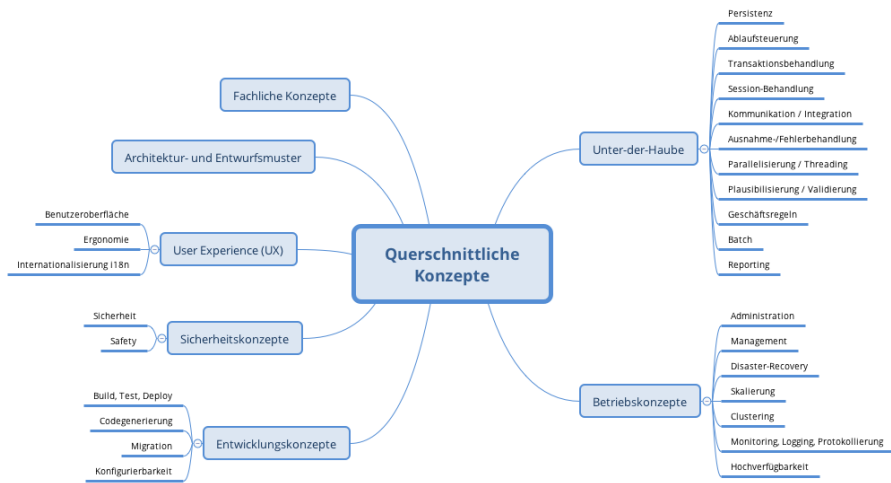 Querschnittliche
Konzepte
Fachliche Konzepte
Architektur- und Entwurfsmuster
User Experience (UX)
Benutzeroberfläche
Ergonomie
Internationalisierung i18n
Sicherheitskonzepte
Sicherheit
Safety
Entwicklungskonzepte
Build, Test, Deploy
Codegenerierung
Migration
Konfigurierbarkeit
Unter-der-Haube
Persistenz
Ablaufsteuerung
Transaktionsbehandlung
Session-Behandlung
Kommunikation / Integration
Ausnahme-/Fehlerbehandlung
Parallelisierung / Threading
Plausibilisierung / Validierung
Geschäftsregeln
Batch
Reporting
Betriebskonzepte
Administration
Management
Disaster-Recovery
Skalierung
Clustering
Monitoring, Logging, Protokollierung
Hochverfügbarkeit